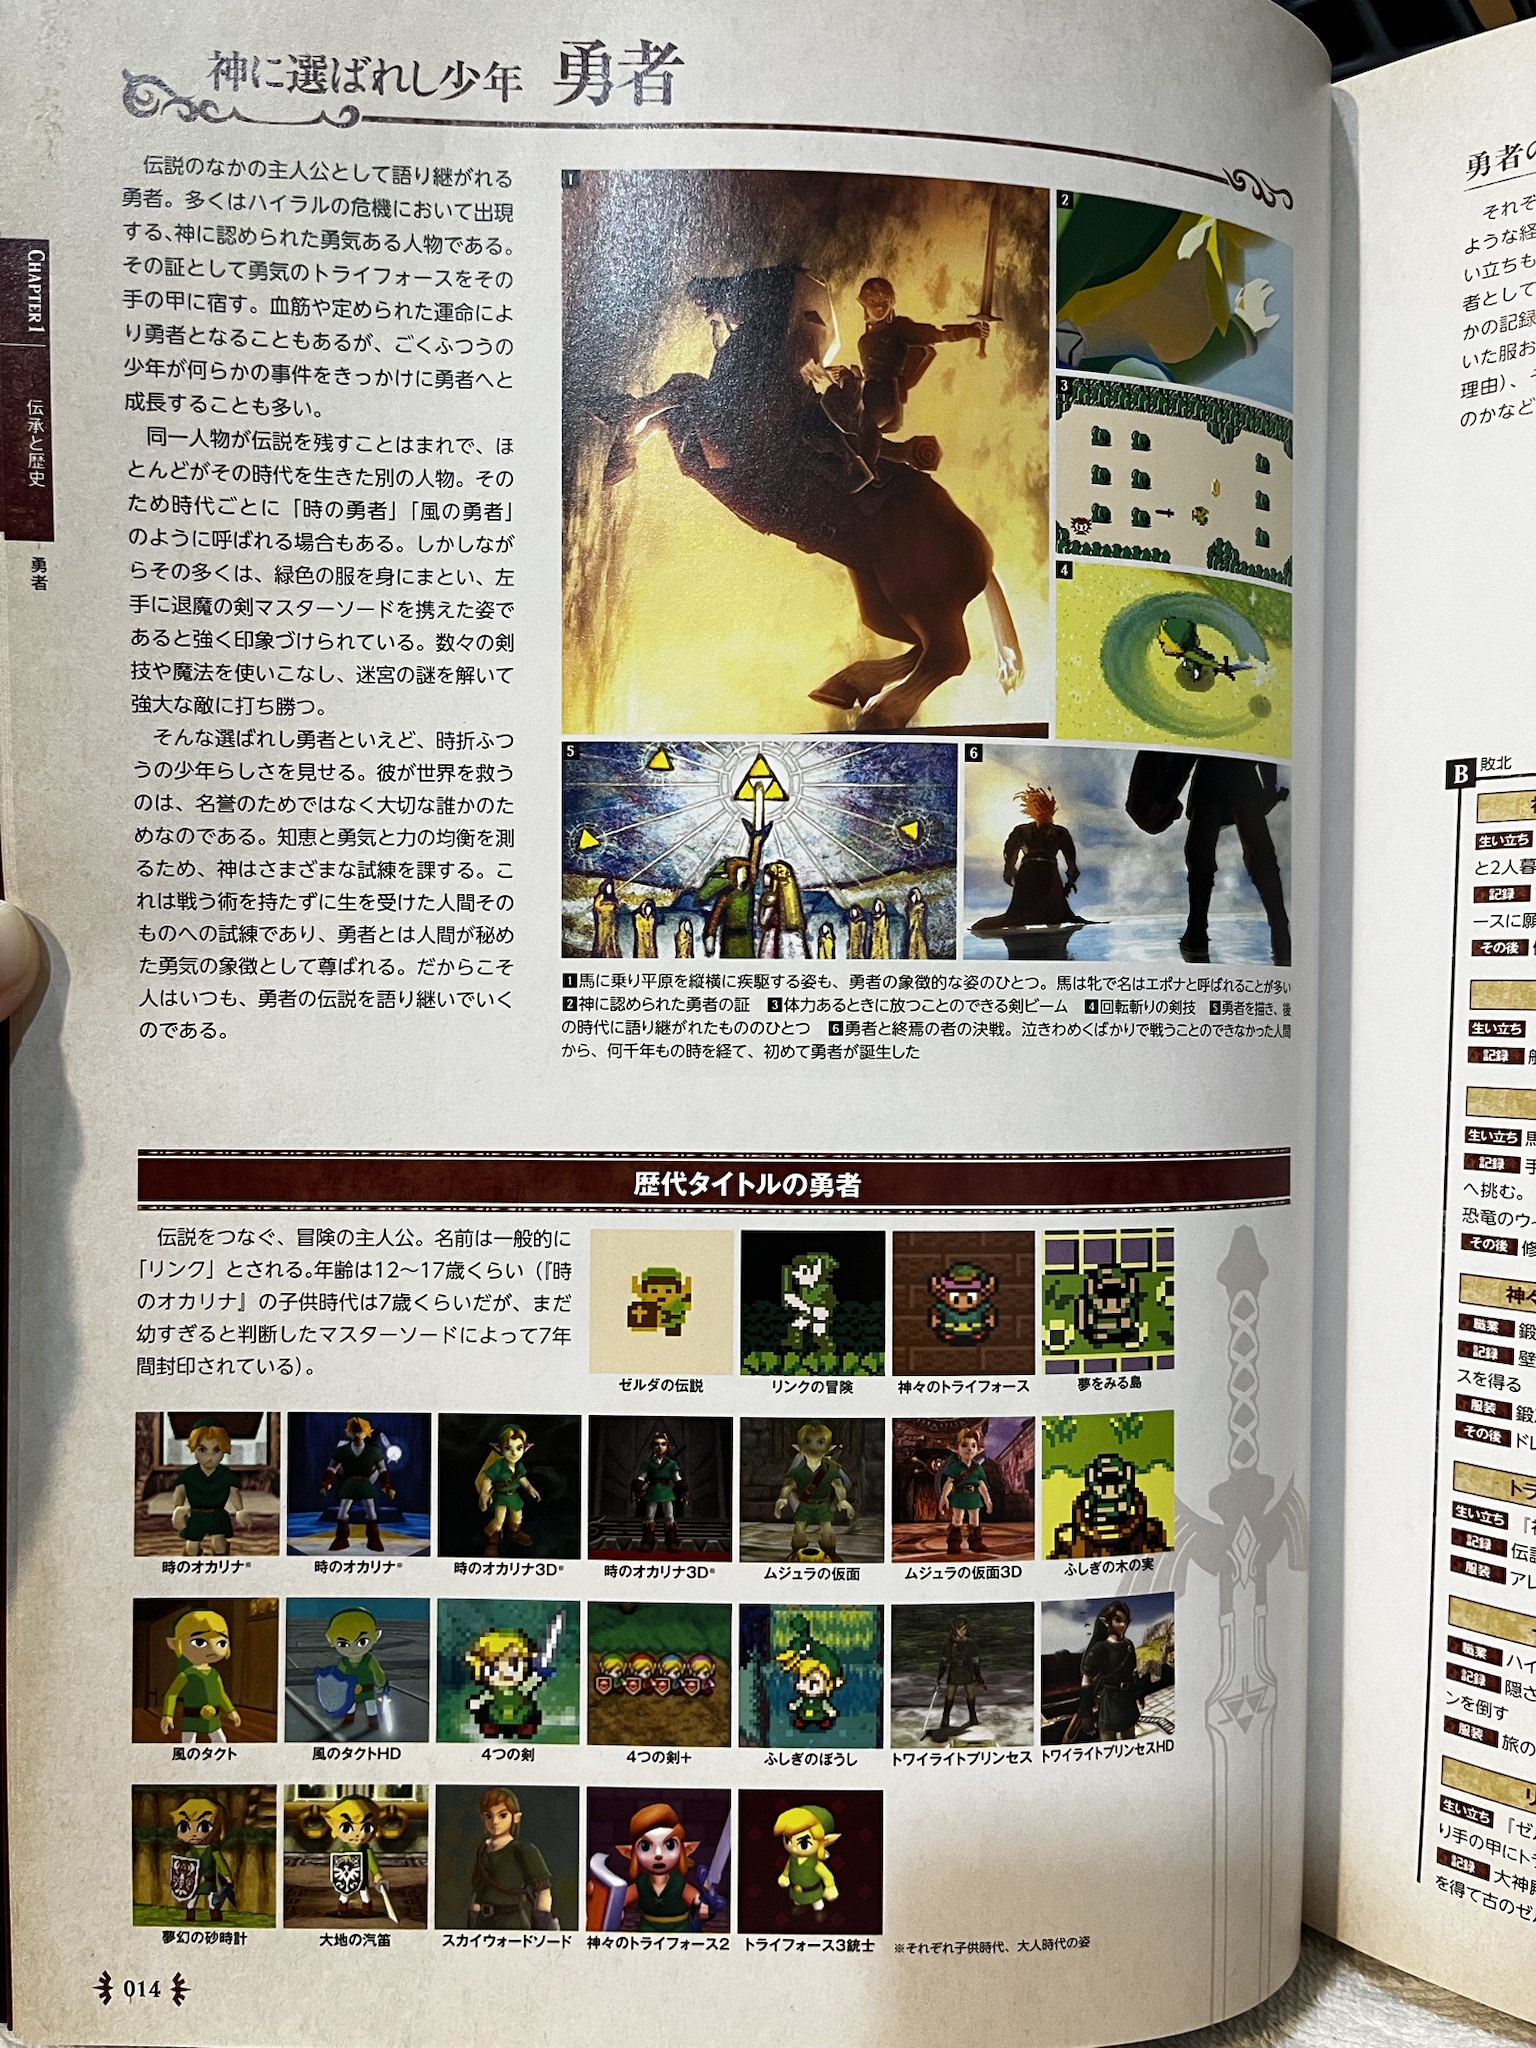 神に選ばれし少年 勇者
伝説のなかの主人公として語り継がれる
勇者。多くはハイラルの危機において出現
する、神に認められた勇気ある人物である。
その証として勇気のトライフォースをその
手の甲に宿す。血筋や定められた運命によ
り勇者となることもあるが、ごくふつうの
少年が何らかの事件をきっかけに勇者へと
成長することも多い。
同一人物が伝説を残すことはまれで、ほ
とんどがその時代を生きた別の人物。その
ため時代ごとに「時の勇者」「風の勇者」
のように呼ばれる場合もある。しかしなが
らその多くは、緑色の服を身にまとい、左
手に退魔の剣マスターソードを携えた姿で
あると強く印象づけられている。数々の剣
技や魔法を使いこなし、迷宮の謎を解いて
強大な敵に打ち勝つ。
そんな選ばれし勇者といえど、時折ふつ
うの少年らしさを見せる。彼が世界を救う
のは、名誉のためではなく大切な誰かのた
めなのである。知恵と勇気と力の均衡を測
るため、神はさまざまな試練を課する。こ
れは戦う術を持たずに生を受けた人間その
ものへの試練であり、勇者とは人間が秘め
た勇気の象徴として尊ばれる。だからこそ
人はいつも、勇者の伝説を語り継いでいく
のである。
CHAPTER 1
伝承と歴史
勇者
1
2
3
4
5
6
1 馬に乗り平原を縦横に疾駆する姿も、勇者の象徴的な姿のひとつ。馬は牝で名はエポナと呼ばれることが多い
2 神に認められた勇者の証 3 体力あるときに放つことのできる剣ビーム 4 回転斬りの剣技 5 勇者を描き、後
の時代に語り継がれたもののひとつ 6 勇者と終焉の者の決戦。泣きわめくばかりで戦うことのできなかった人間
から、何千年もの時を経て、初めて勇者が誕生した
歴代タイトルの勇者
伝説をつなぐ、冒険の主人公。名前は一般的に
「リンク」とされる。年齢は12〜17歳くらい（『時
のオカリナ』の子供時代は7歳くらいだが、まだ
幼すぎると判断したマスターソードによって7年
間封印されている）。
ゼルダの伝説
リンクの冒険
神々のトライフォース
夢をみる島
時のオカリナ※
時のオカリナ※
時のオカリナ3D※
時のオカリナ3D※
ムジュラの仮面
ムジュラの仮面3D
ふしぎの木の実
風のタクト
風のタクトHD
4つの剣
4つの剣+
ふしぎのぼうし
トワイライトプリンセス
トワイライトプリンセスHD
夢幻の砂時計
大地の汽笛
スカイウォードソード
神々のトライフォース2
トライフォース3銃士
※それぞれ子供時代、大人時代の姿
014
勇者の
それぞ
ような経
い立ちも
者として
かの記録
いた服お
理由）、
のかなど
B 敗北
生い立ち
と2人暮
記録
ースに願
その後
生い立ち
記録
生い立ち 馬
記録 手
へ挑む。
恐竜のウ
その後 修
神々
職業 鍛
記録 壁
スを得る
服装 鍛
その後 ドレ
トラ
生い立ち
記録 伝説
服装 アレ
職業 ハイ
記録 隠さ
ンを倒す
服装 旅の
リ
生い立ち 『ゼル
り手の甲にト
記録 大神殿
を得て古のゼル